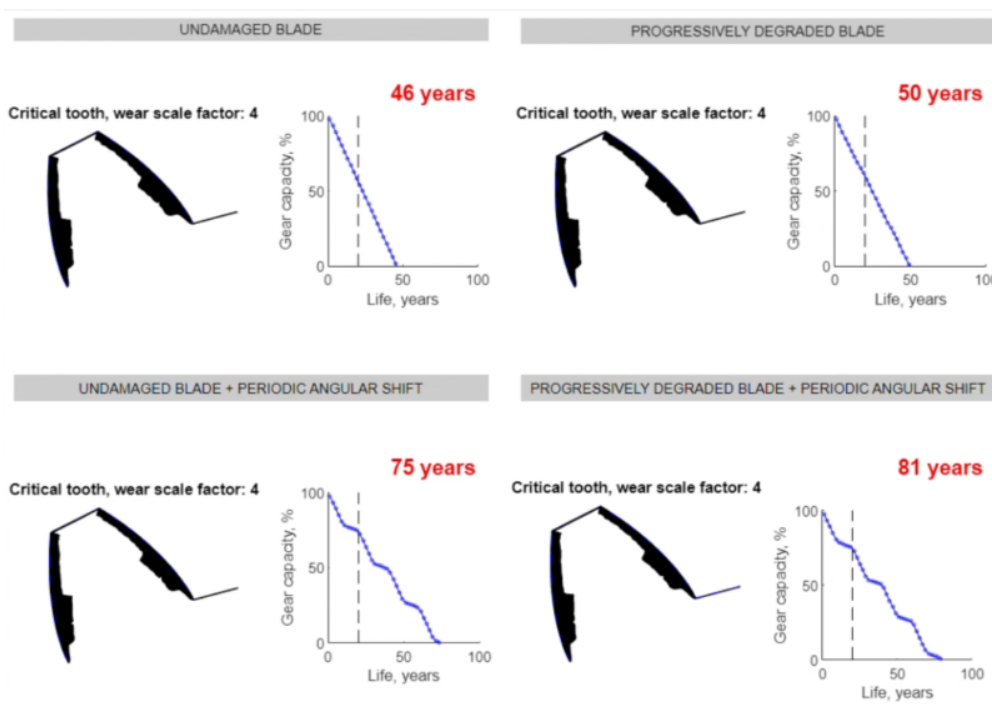 UNDAMAGED BLADE
46 years
Critical tooth, wear scale factor: 4
100
50
0
Gear capacity, %
0 50 100
Life, years
PROGRESSIVELY DEGRADED BLADE
50 years
Critical tooth, wear scale factor: 4
100
50
0
Gear capacity, %
0 50 100
Life, years
UNDAMAGED BLADE + PERIODIC ANGULAR SHIFT
75 years
Critical tooth, wear scale factor: 4
100
50
0
Gear capacity, %
0 50 100
Life, years
PROGRESSIVELY DEGRADED BLADE + PERIODIC ANGULAR SHIFT
81 years
Critical tooth, wear scale factor: 4
100
50
0
Gear capacity, %
0 50 100
Life, years